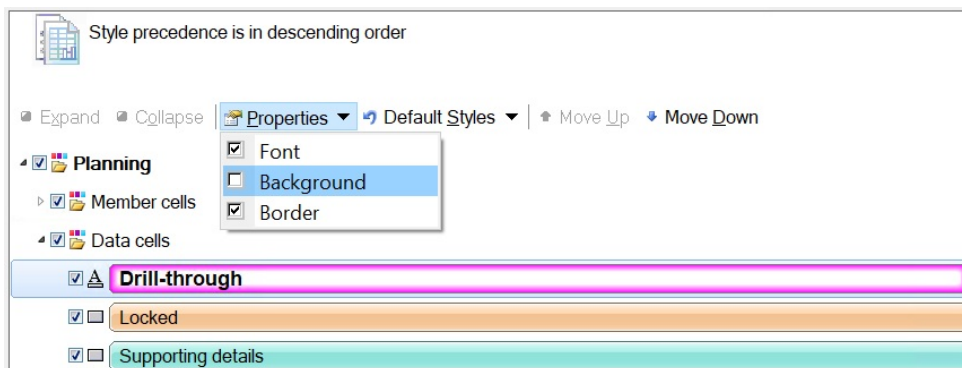 Style precedence is in descending order
Expand Collapse Properties Default Styles Move Up Move Down
Font
Planning
Background
Member cells
Border
Data cells
A Drill-through
Locked
Supporting details